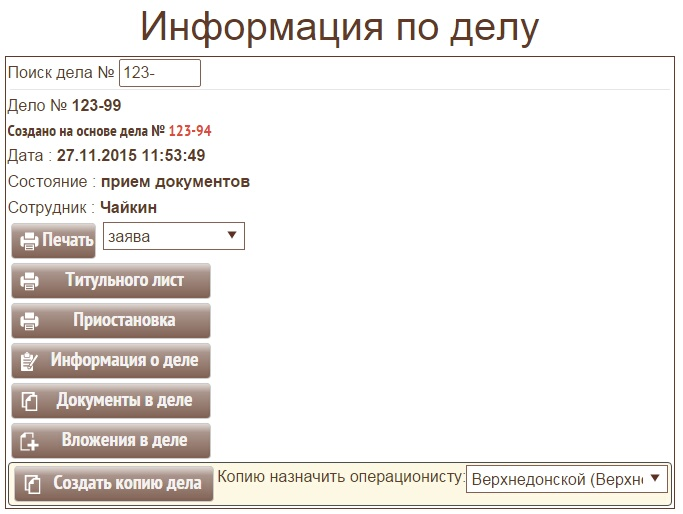 Информация по делу
Поиск дела № 123-
Дело № 123-99
Создано на основе дела № 123-94
Дата : 27.11.2015 11:53:49
Состояние : прием документов
Сотрудник : Чайкин
Печать заява
Титульного лист
Приостановка
Информация о деле
Документы в деле
Вложения в деле
Создать копию дела Копию назначить операционисту: Верхнедонской (Верхне